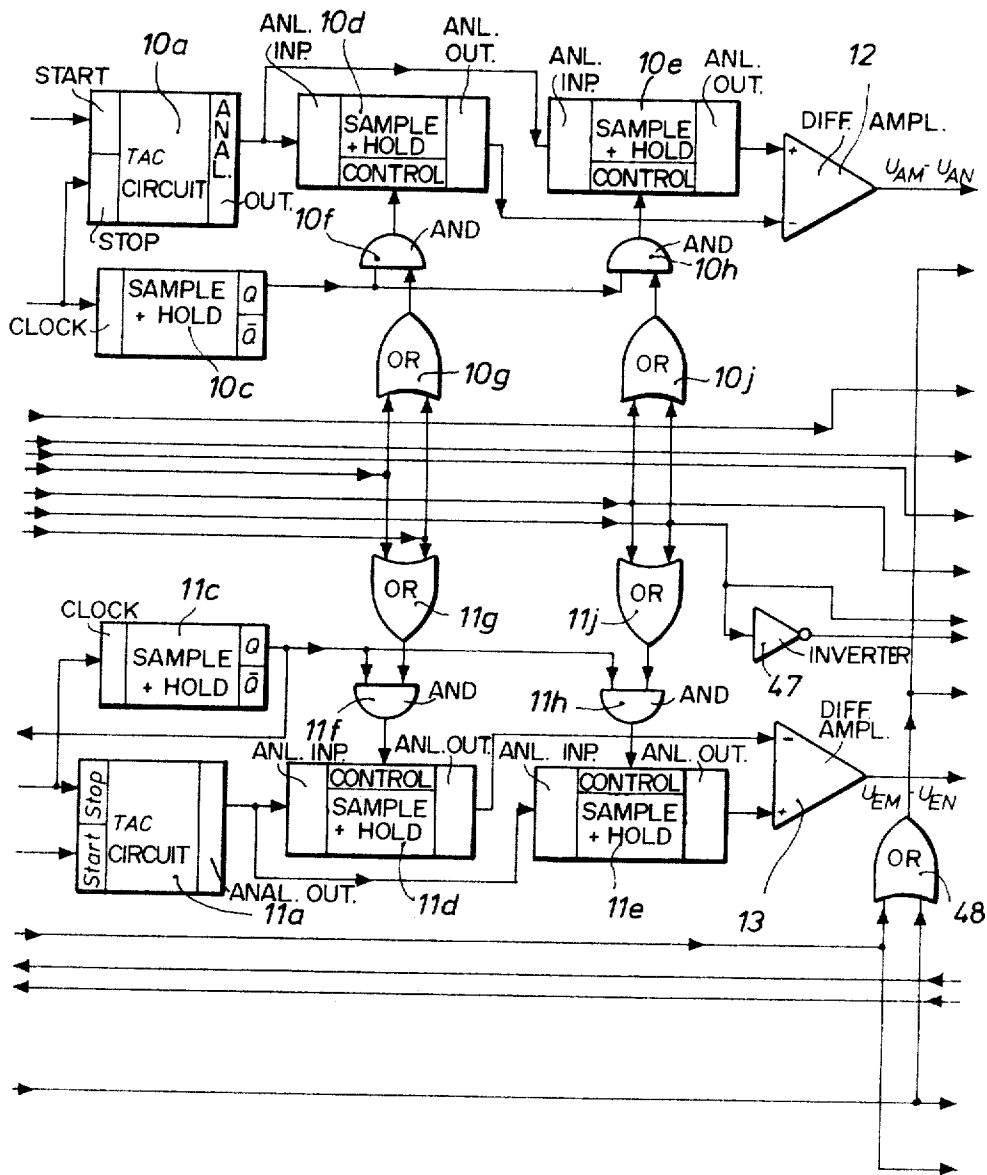 10a
START
TAC
CIRCUIT
ANAL.
OUT.
STOP
ANL.
INP.
10d
ANL.
OUT.
SAMPLE
+ HOLD
CONTROL
ANL.
INP.
10e
ANL.
OUT.
SAMPLE
+ HOLD
CONTROL
12
DIFF. AMPL.
+
-
U_AM - U_AN
10f
AND
AND
10h
SAMPLE
+ HOLD
Q
Q̄
CLOCK
10c
OR
10g
OR
10j
CLOCK
11c
SAMPLE
+ HOLD
Q
Q̄
OR
11g
OR
11j
INVERTER
47
11f
AND
11h
AND
DIFF.
AMPL.
-
+
U_EM - U_EN
13
ANL. INP.
ANL. OUT.
CONTROL
SAMPLE
+ HOLD
11d
ANL. INP.
ANL. OUT.
CONTROL
SAMPLE
+ HOLD
11e
Stop
Start
TAC
CIRCUIT
ANAL. OUT.
11a
OR
48